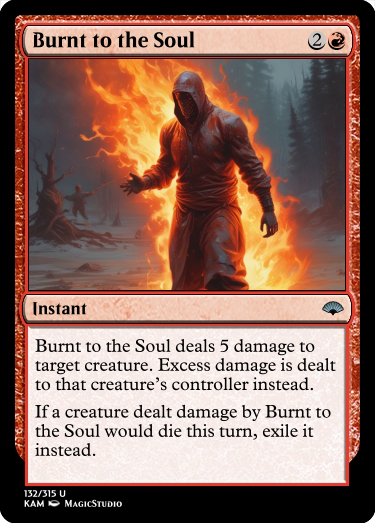 Burnt to the Soul 2
Instant
Burnt to the Soul deals 5 damage to
target creature. Excess damage is dealt
to that creature's controller instead.
If a creature dealt damage by Burnt to
the Soul would die this turn, exile it
instead.
132/315 U
KAM MagicStudio